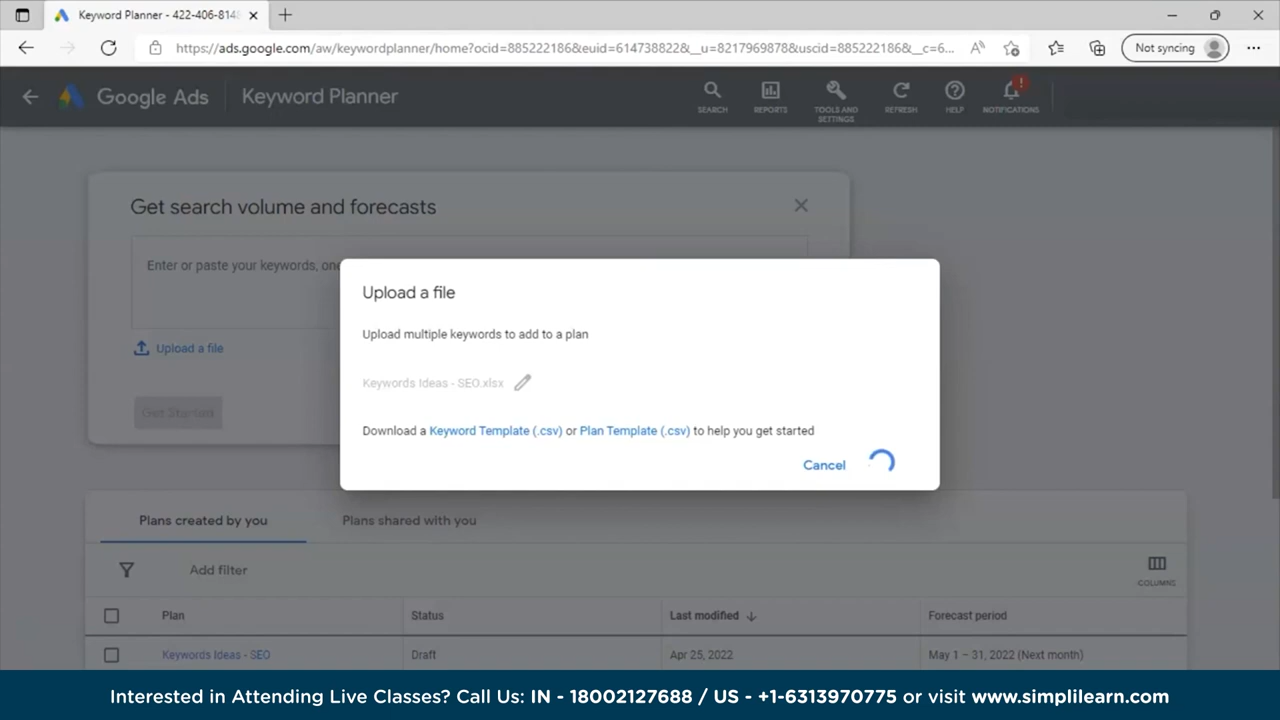 Keyword Planner - 422-406-8148
https://ads.google.com/aw/keywordplanner/home?ocid=885222186&euid=6147388228&__u=8217969878&uscid=885222186&__c=6...
Not syncing
Google Ads
Keyword Planner
SEARCH
REPORTS
TOOLS AND
SETTINGS
REFRESH
HELP
!
NOTIFICATIONS
Get search volume and forecasts
Enter or paste your keywords, one
Upload a file
Get Started
Upload a file
Upload multiple keywords to add to a plan
Keywords Ideas - SEO.xlsx
Download a Keyword Template (.csv) or Plan Template (.csv) to help you get started
Cancel
Plans created by you
Plans shared with you
Add filter
COLUMNS
Plan Status Last modified Forecast period
Keywords Ideas - SEO Draft Apr 25, 2022 May 1 – 31, 2022 (Next month)
Interested in Attending Live Classes? Call Us: IN - 18002127688 / US - +1-6313970775 or visit www.simplilearn.com